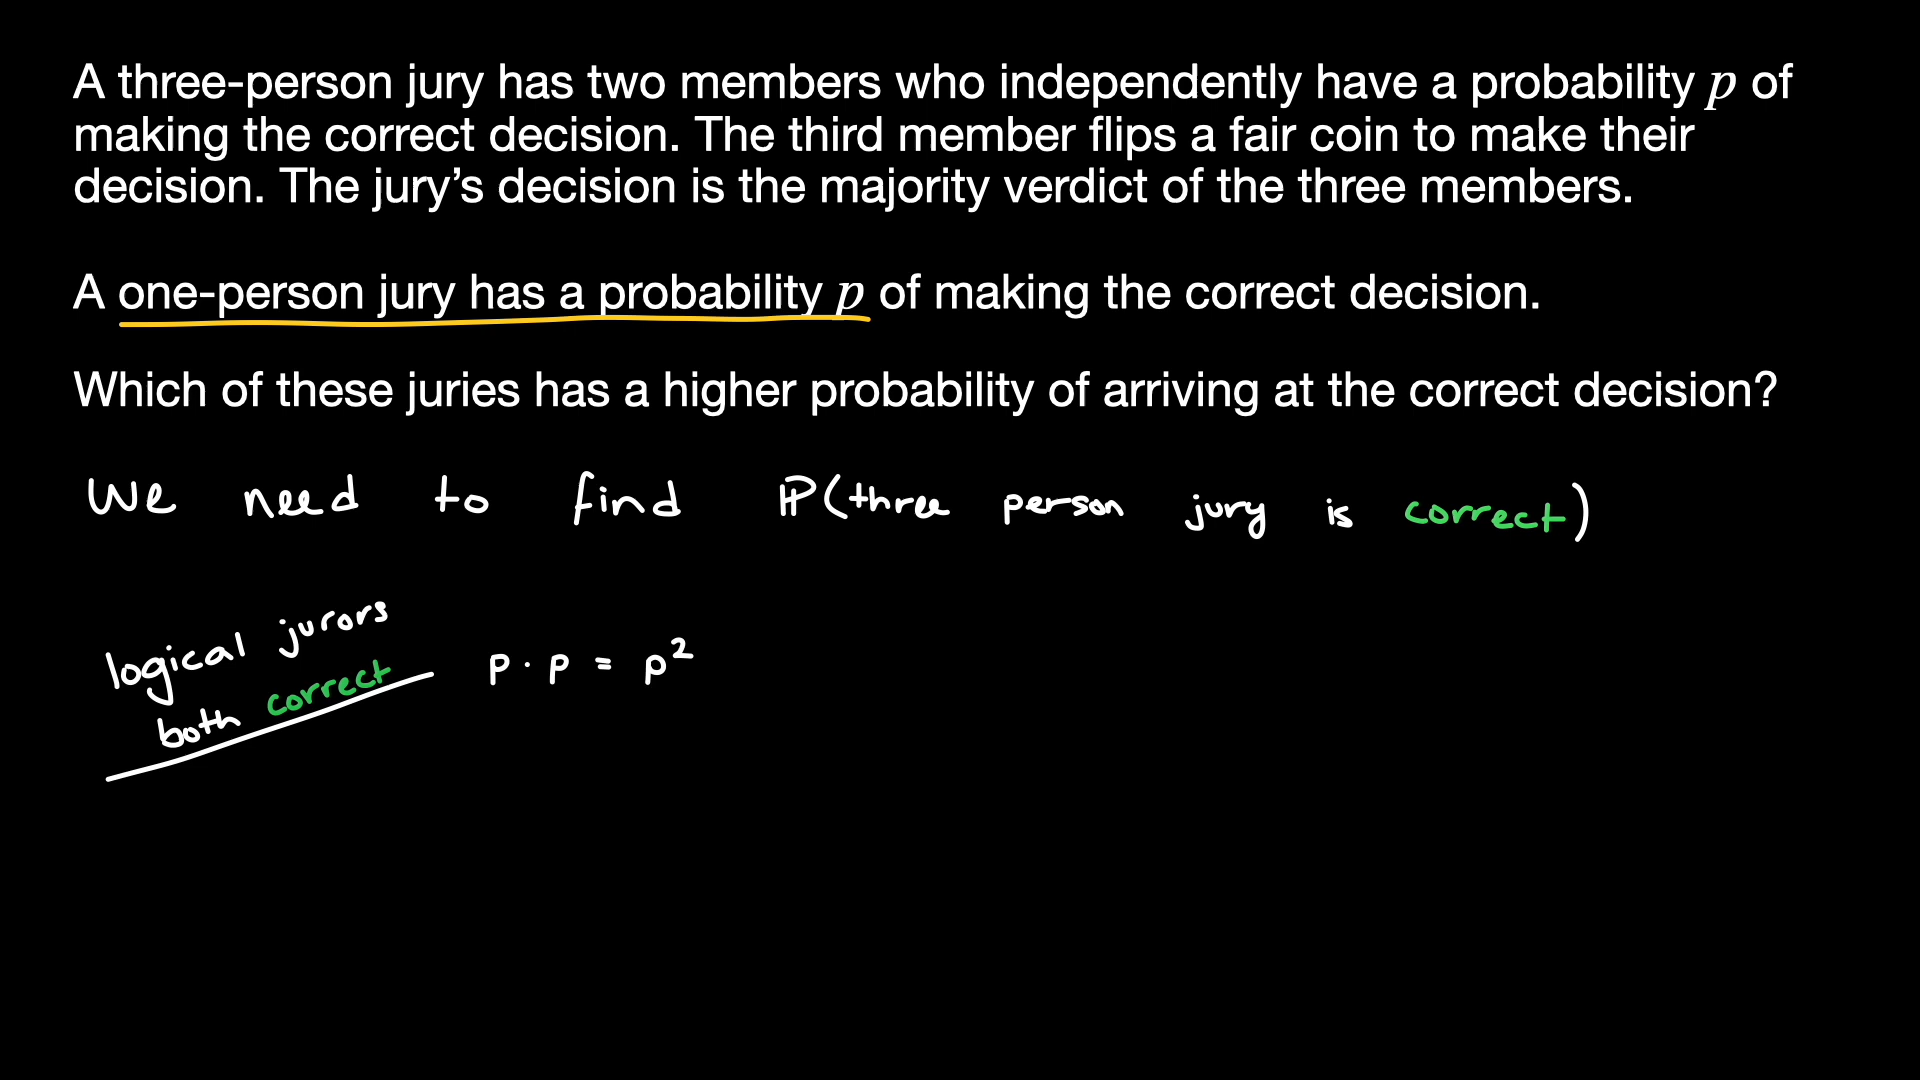 A three-person jury has two members who independently have a probability p of
making the correct decision. The third member flips a fair coin to make their
decision. The jury’s decision is the majority verdict of the three members.
A one-person jury has a probability p of making the correct decision.
Which of these juries has a higher probability of arriving at the correct decision?
We need to find ℙ(three person jury is correct)
logical jurors
both correct
p · p = p²